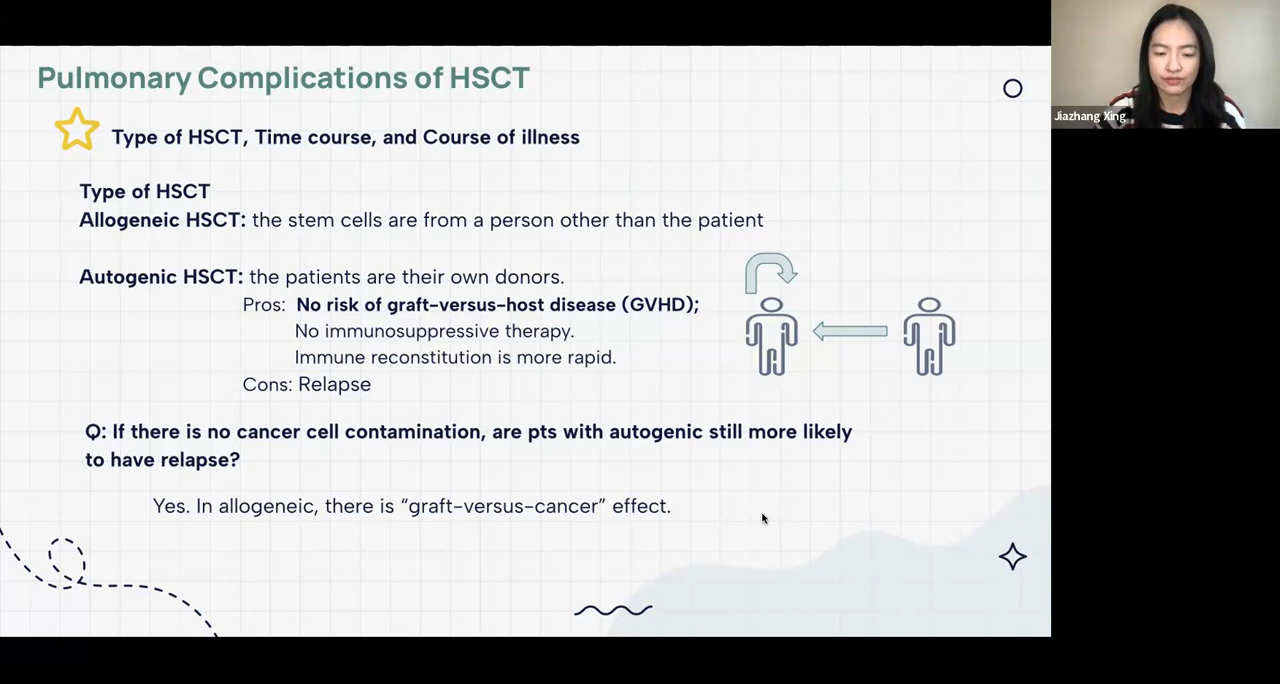 Pulmonary Complications of HSCT
Type of HSCT, Time course, and Course of illness
Type of HSCT
Allogeneic HSCT: the stem cells are from a person other than the patient
Autogenic HSCT: the patients are their own donors.
Pros: No risk of graft-versus-host disease (GVHD);
No immunosuppressive therapy.
Immune reconstitution is more rapid.
Cons: Relapse
Q: If there is no cancer cell contamination, are pts with autogenic still more likely
to have relapse?
Yes. In allogeneic, there is “graft-versus-cancer” effect.
Jiazhang Xing